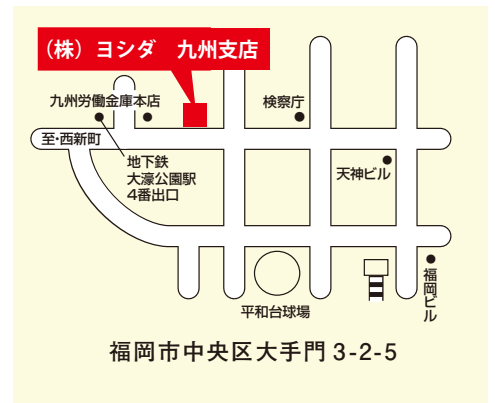 (株) ヨシダ 九州支店
九州労働金庫本店
検察庁
至・西新町
地下鉄
大濠公園駅
4番出口
天神ビル
福岡ビル
平和台球場
福岡市中央区大手門 3-2-5